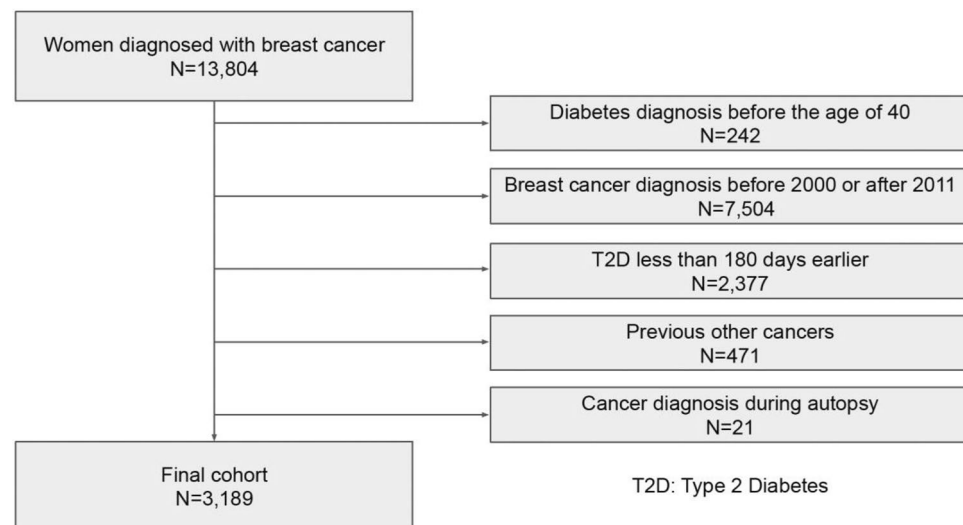 Women diagnosed with breast cancer
N=13,804
Diabetes diagnosis before the age of 40
N=242
Breast cancer diagnosis before 2000 or after 2011
N=7,504
T2D less than 180 days earlier
N=2,377
Previous other cancers
N=471
Cancer diagnosis during autopsy
N=21
Final cohort
N=3,189
T2D: Type 2 Diabetes